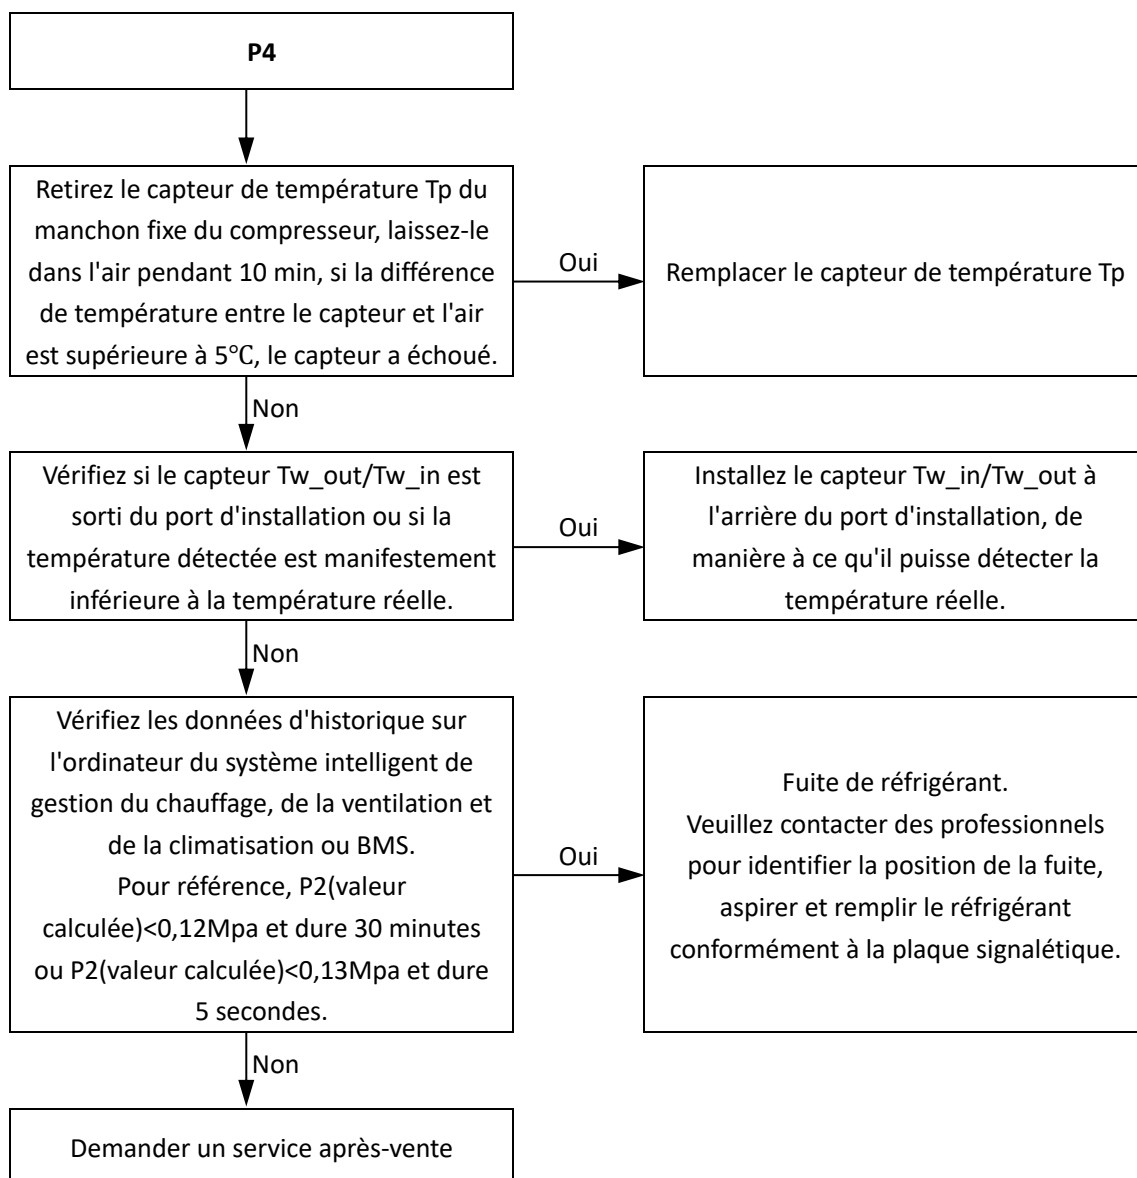 P4
Retirez le capteur de température Tp du
manchon fixe du compresseur, laissez-le
dans l'air pendant 10 min, si la différence
de température entre le capteur et l'air
est supérieure à 5℃, le capteur a échoué.
Oui
Remplacer le capteur de température Tp
Non
Vérifiez si le capteur Tw_out/Tw_in est
sorti du port d'installation ou si la
température détectée est manifestement
inférieure à la température réelle.
Oui
Installez le capteur Tw_in/Tw_out à
l'arrière du port d'installation, de
manière à ce qu'il puisse détecter la
température réelle.
Non
Vérifiez les données d'historique sur
l'ordinateur du système intelligent de
gestion du chauffage, de la ventilation et
de la climatisation ou BMS.
Pour référence, P2(valeur
calculée)<0,12Mpa et dure 30 minutes
ou P2(valeur calculée)<0,13Mpa et dure
5 secondes.
Oui
Fuite de réfrigérant.
Veuillez contacter des professionnels
pour identifier la position de la fuite,
aspirer et remplir le réfrigérant
conformément à la plaque signalétique.
Non
Demander un service après-vente